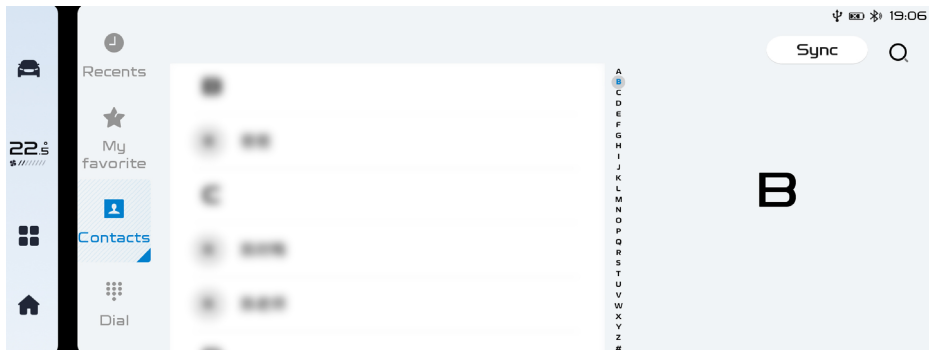 19:06
Sync
22.5°
Recents
My
favorite
Contacts
Dial
A
B
C
D
E
F
G
H
I
J
K
L
M
N
O
P
Q
R
S
T
U
V
W
X
Y
Z
#
B